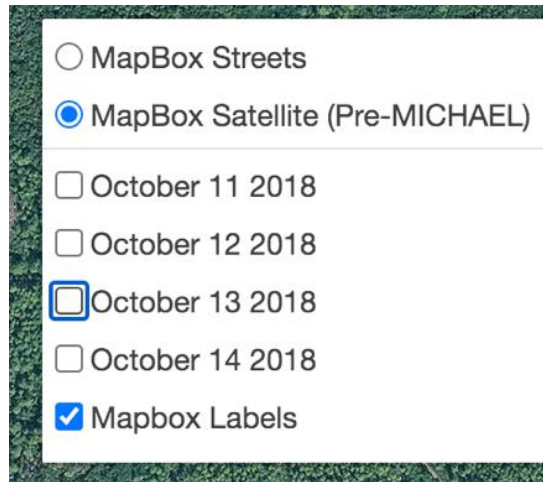 MapBox Streets
MapBox Satellite (Pre-MICHAEL)
October 11 2018
October 12 2018
October 13 2018
October 14 2018
Mapbox Labels